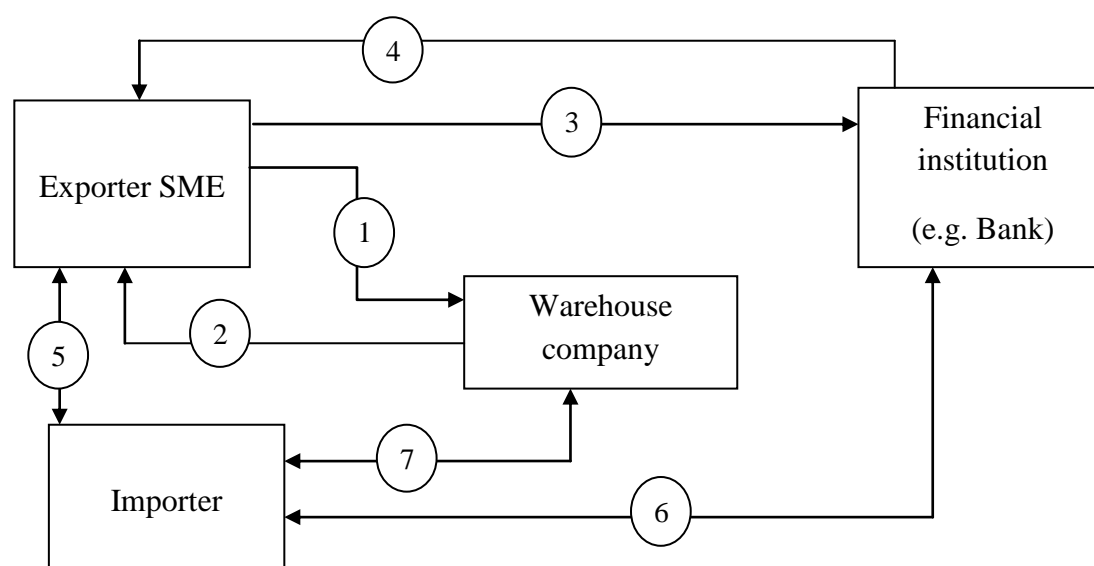 4
3
Financial
institution
(e.g. Bank)
Exporter SME
1
Warehouse
company
2
5
7
Importer
6